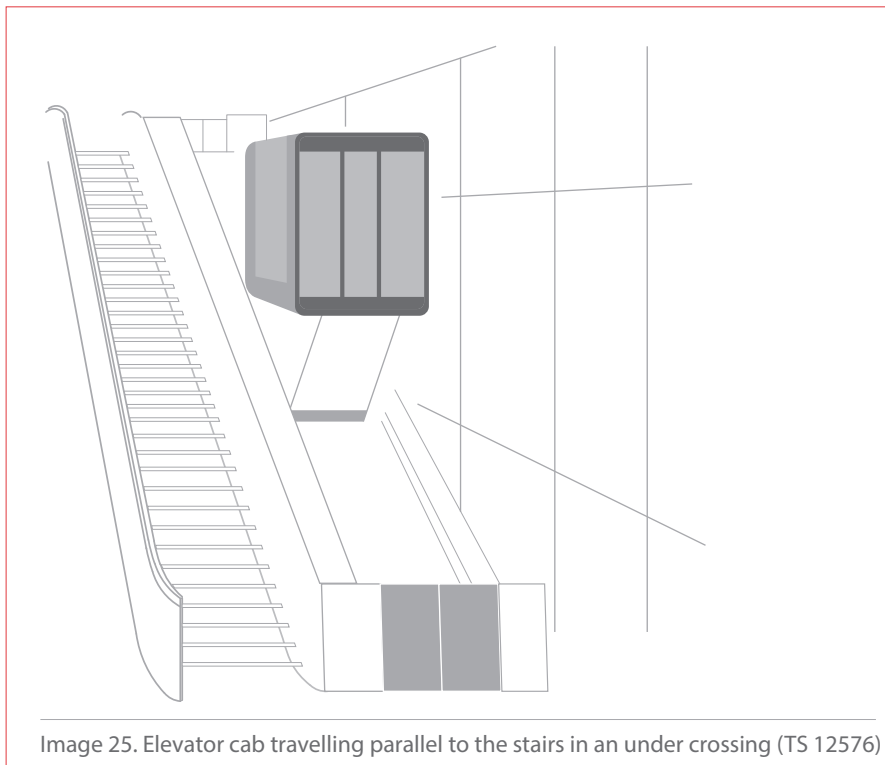 Image 25. Elevator cab travelling parallel to the stairs in an under crossing (TS 12576)